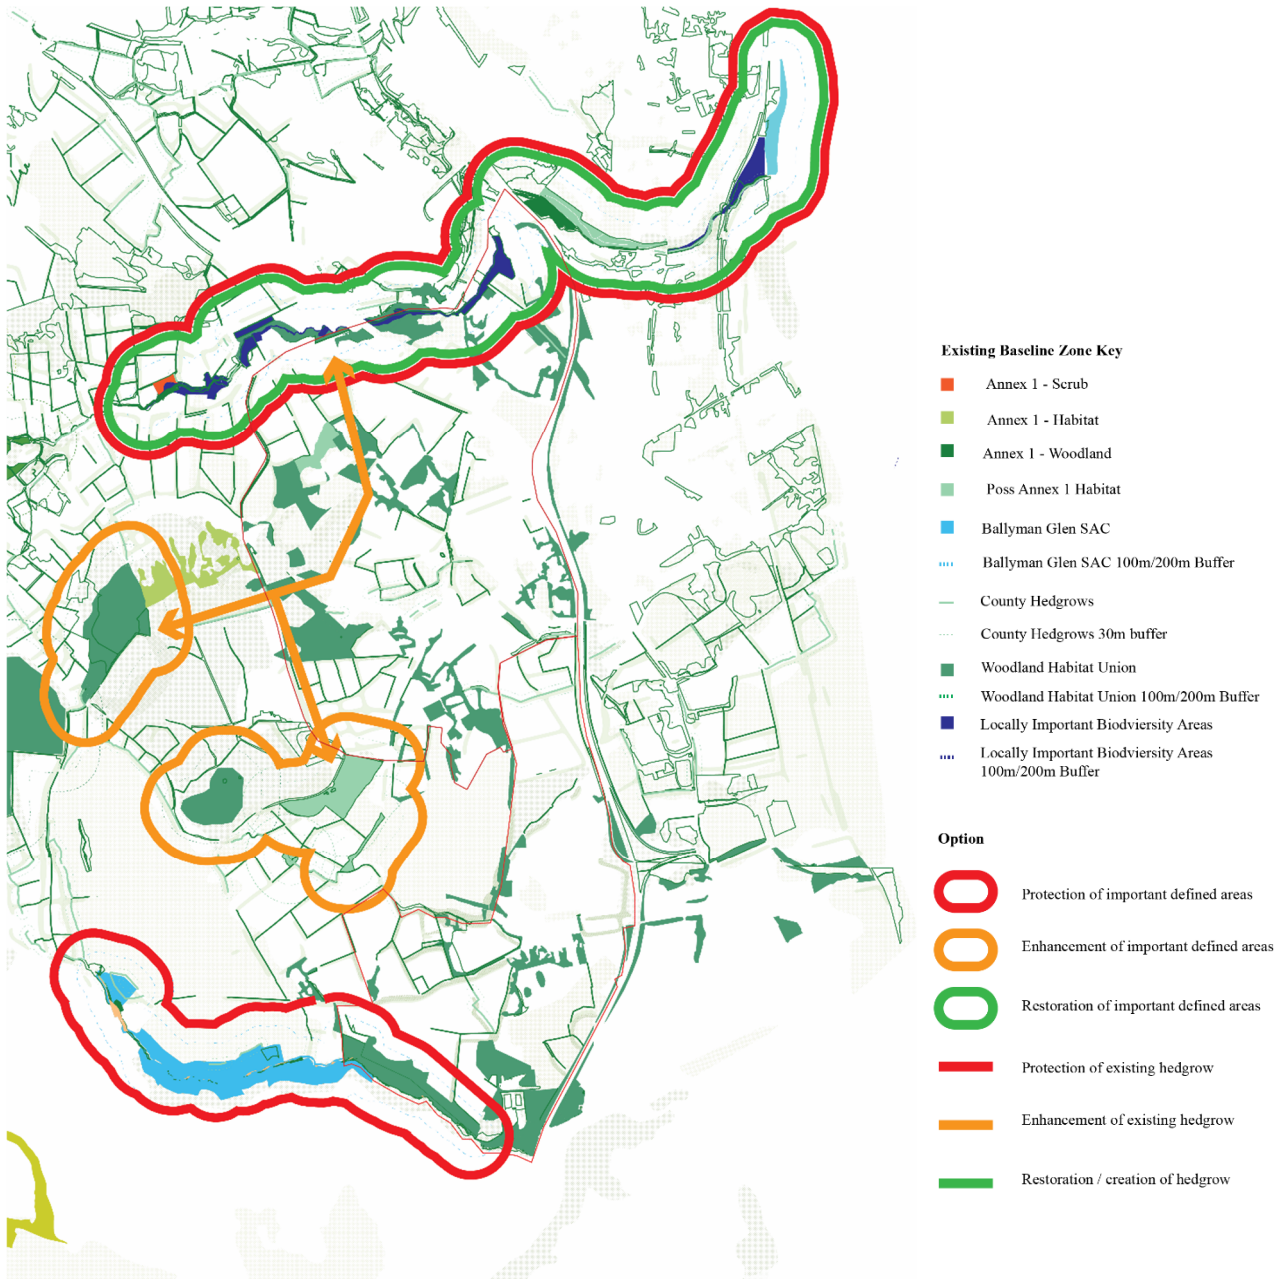 Existing Baseline Zone Key
Annex 1 - Scrub
Annex 1 - Habitat
Annex 1 - Woodland
Poss Annex 1 Habitat
Ballyman Glen SAC
Ballyman Glen SAC 100m/200m Buffer
County Hedgrows
County Hedgrows 30m buffer
Woodland Habitat Union
Woodland Habitat Union 100m/200m Buffer
Locally Important Biodviersity Areas
Locally Important Biodviersity Areas
100m/200m Buffer
Option
Protection of important defined areas
Enhancement of important defined areas
Restoration of important defined areas
Protection of existing hedgrow
Enhancement of existing hedgrow
Restoration / creation of hedgrow